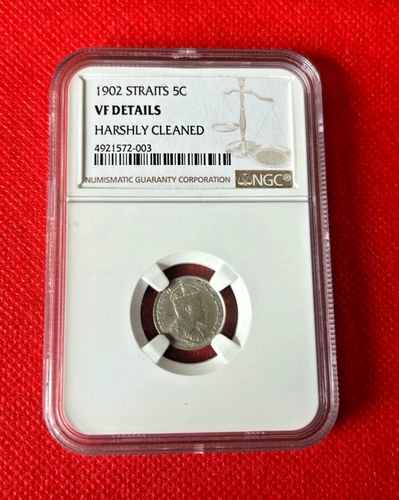 1902 STRAITS 5C
VF DETAILS
HARSHLY CLEANED
4921572-003
NUMISMATIC GUARANTY CORPORATION NGC®